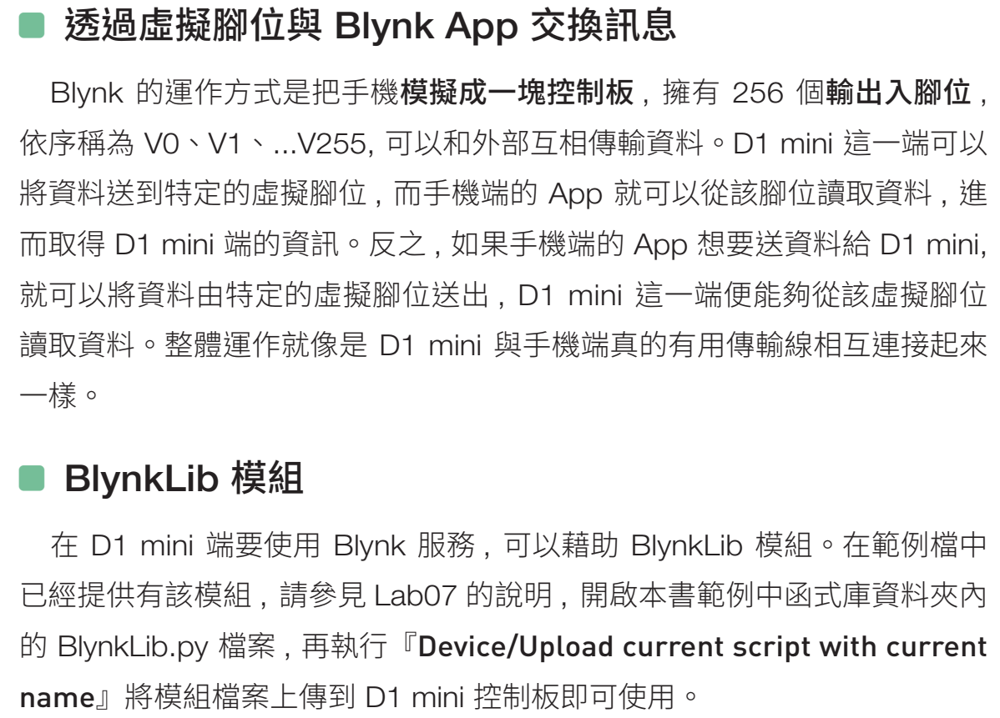 透過虛擬腳位與 Blynk App 交換訊息
Blynk 的運作方式是把手機模擬成一塊控制板 , 擁有 256 個輸出入腳位 ,
依序稱為 V0、V1、...V255, 可以和外部互相傳輸資料。D1 mini 這一端可以
將資料送到特定的虛擬腳位 , 而手機端的 App 就可以從該腳位讀取資料 , 進
而取得 D1 mini 端的資訊。反之 , 如果手機端的 App 想要送資料給 D1 mini,
就可以將資料由特定的虛擬腳位送出 , D1 mini 這一端便能夠從該虛擬腳位
讀取資料。整體運作就像是 D1 mini 與手機端真的有用傳輸線相互連接起來
一樣。
BlynkLib 模組
在 D1 mini 端要使用 Blynk 服務 , 可以藉助 BlynkLib 模組。在範例檔中
已經提供有該模組 , 請參見 Lab07 的說明 , 開啟本書範例中函式庫資料夾內
的 BlynkLib.py 檔案 , 再執行『Device/Upload current script with current
name』將模組檔案上傳到 D1 mini 控制板即可使用。